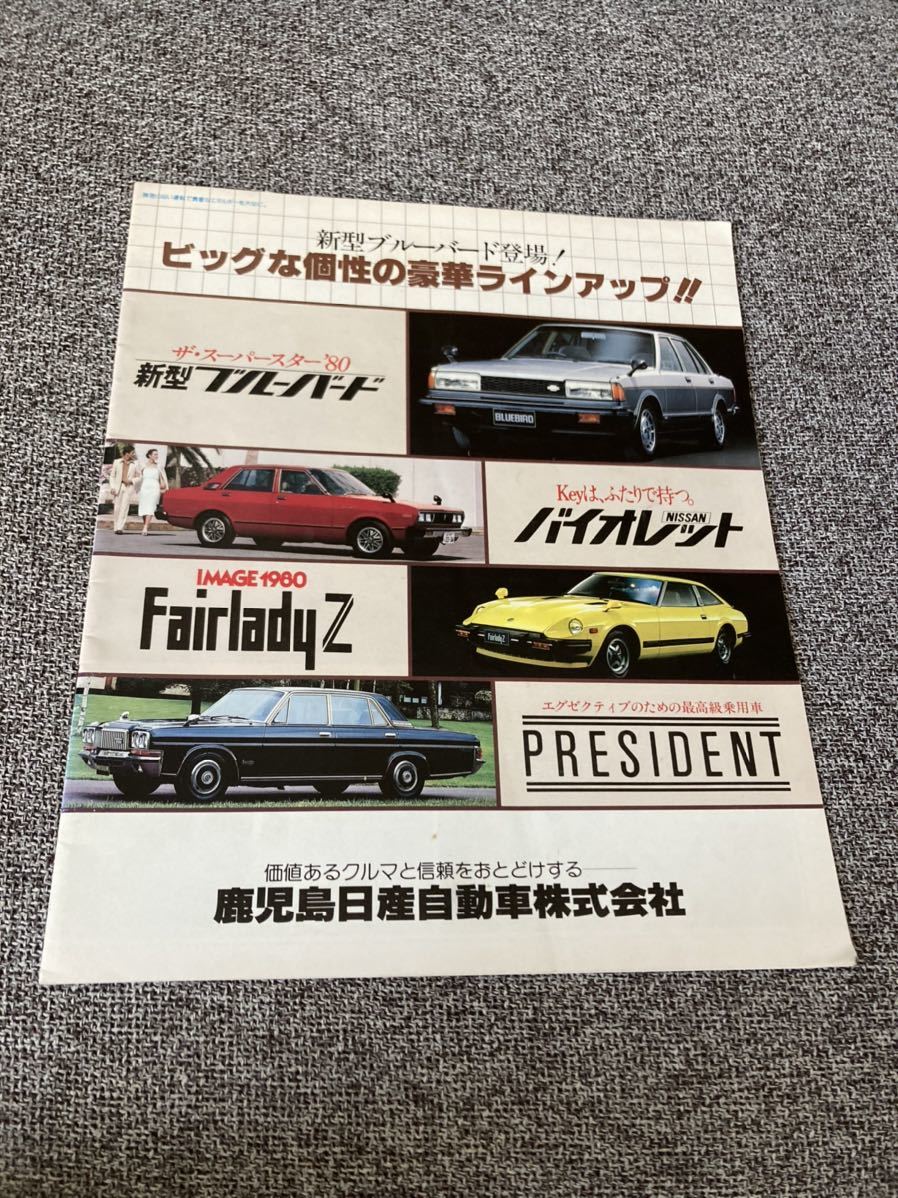 新型ブルーバード登場!
ビッグな個性の豪華ラインアップ!!
ザ・スーパースター'80
新型ブルーバード
BLUEBIRD
Keyは、ふたりで持つ。
バイオレット
NISSAN
IMAGE 1980
Fairlady Z
Fairlady Z
エグゼクティブのための最高級乗用車
PRESIDENT
価値あるクルマと信頼をおとどけする
鹿児島日産自動車株式会社